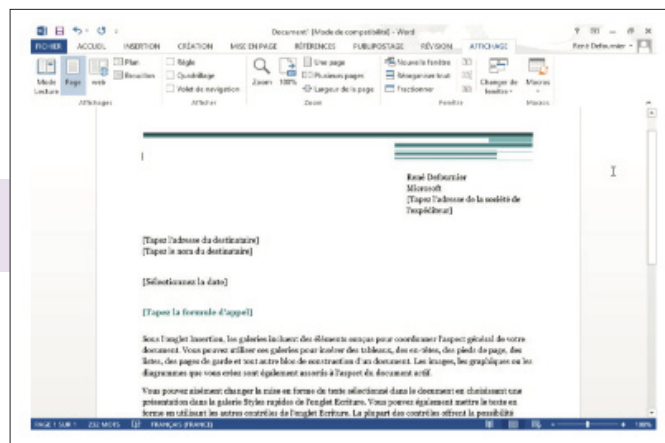 Document1 [Mode de compatibilité] - Word
FICHIER ACCUEIL INSERTION CRÉATION MISE EN PAGE RÉFÉRENCES PUBLIPOSTAGE RÉVISION AFFICHAGE René Defournier
Mode Lecture Page Web Plan Brouillon
Règle Quadrillage Volet de navigation
Zoom 100% Une page Plusieurs pages Largeur de la page
Nouvelle fenêtre Réorganiser tout Fractionner
Changer de fenêtre Macros
Affichages Afficher Zoom Fenêtre Macros
René Defournier
Microsoft
[Tapez l'adresse de la société de
l'expéditeur]
[Tapez l'adresse du destinataire]
[Tapez le nom du destinataire]
[Sélectionnez la date]
[Tapez la formule d'appel]
Sous l'onglet Insertion, les galeries incluent des éléments conçus pour coordonner l'aspect général de votre
document. Vous pouvez utiliser ces galeries pour insérer des tableaux, des en-têtes, des pieds de page, des
listes, des pages de garde et tout autre bloc de construction d'un document. Les images, les graphiques ou les
diagrammes que vous créez sont également assortis à l'aspect du document actif.
Vous pouvez aisément changer la mise en forme du texte sélectionné dans le document en choisissant une
présentation dans la galerie Styles rapides de l'onglet Ecriture. Vous pouvez également mettre le texte en
forme en utilisant les autres contrôles de l'onglet Ecriture. La plupart des contrôles offrent la possibilité
PAGE 1 SUR 1 232 MOTS FRANÇAIS (FRANCE) 100%